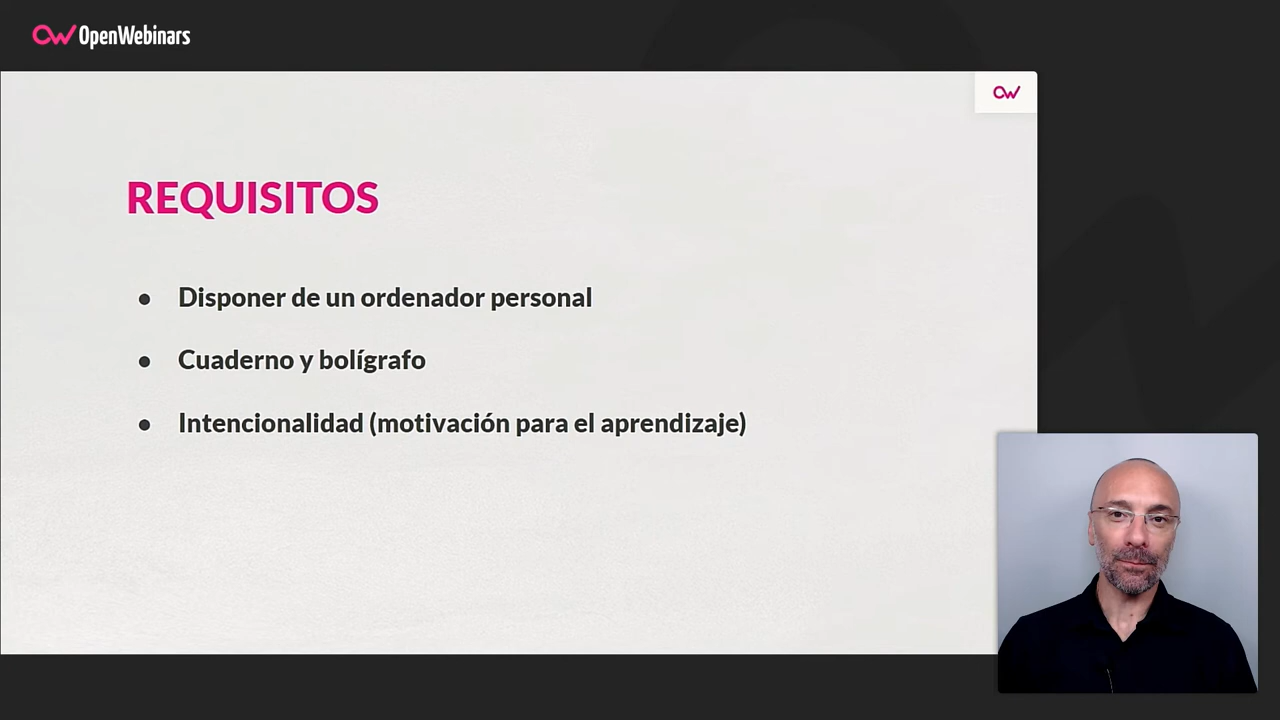 OpenWebinars
REQUISITOS
● Disponer de un ordenador personal
● Cuaderno y bolígrafo
● Intencionalidad (motivación para el aprendizaje)